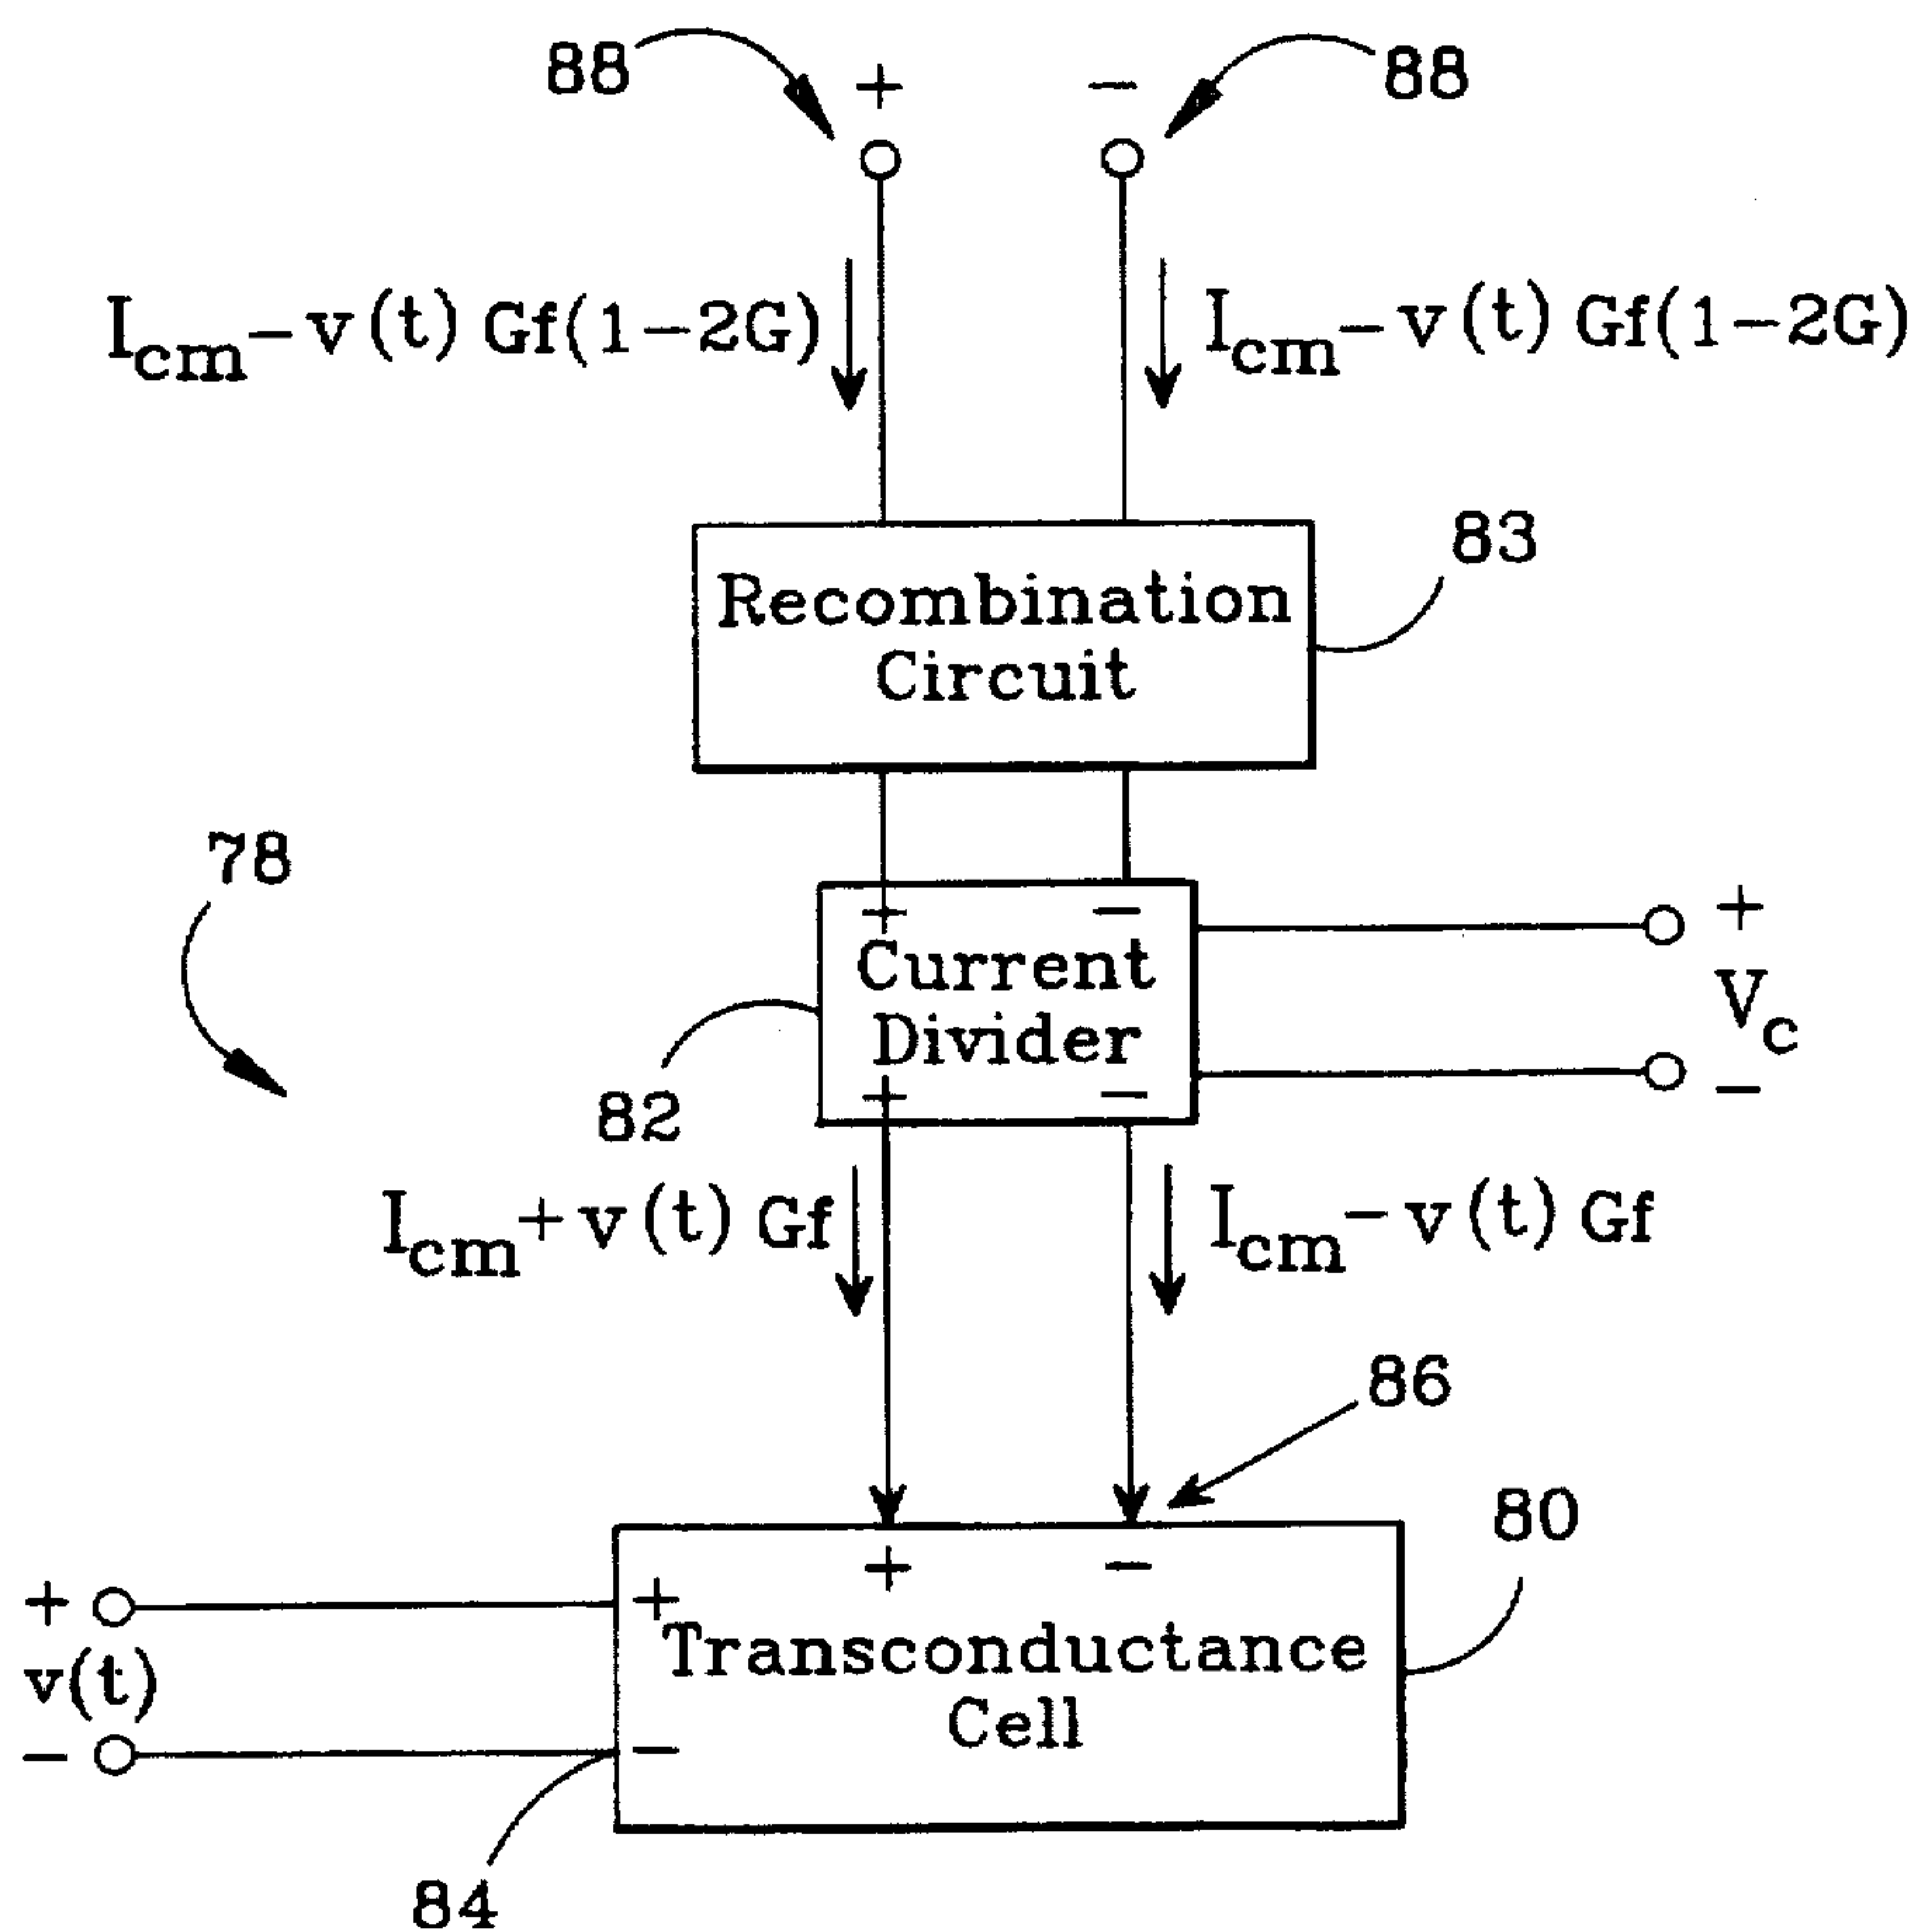 88
+
−
88
I_cm − v(t) Gf(1−2G)
I_cm − v(t) Gf(1−2G)
83
Recombination
Circuit
78
+
−
Current
Divider
+
−
+
V_c
−
82
I_cm + v(t) Gf
I_cm − v(t) Gf
86
80
+
−
+
+
Transconductance
Cell
v(t)
−
−
84